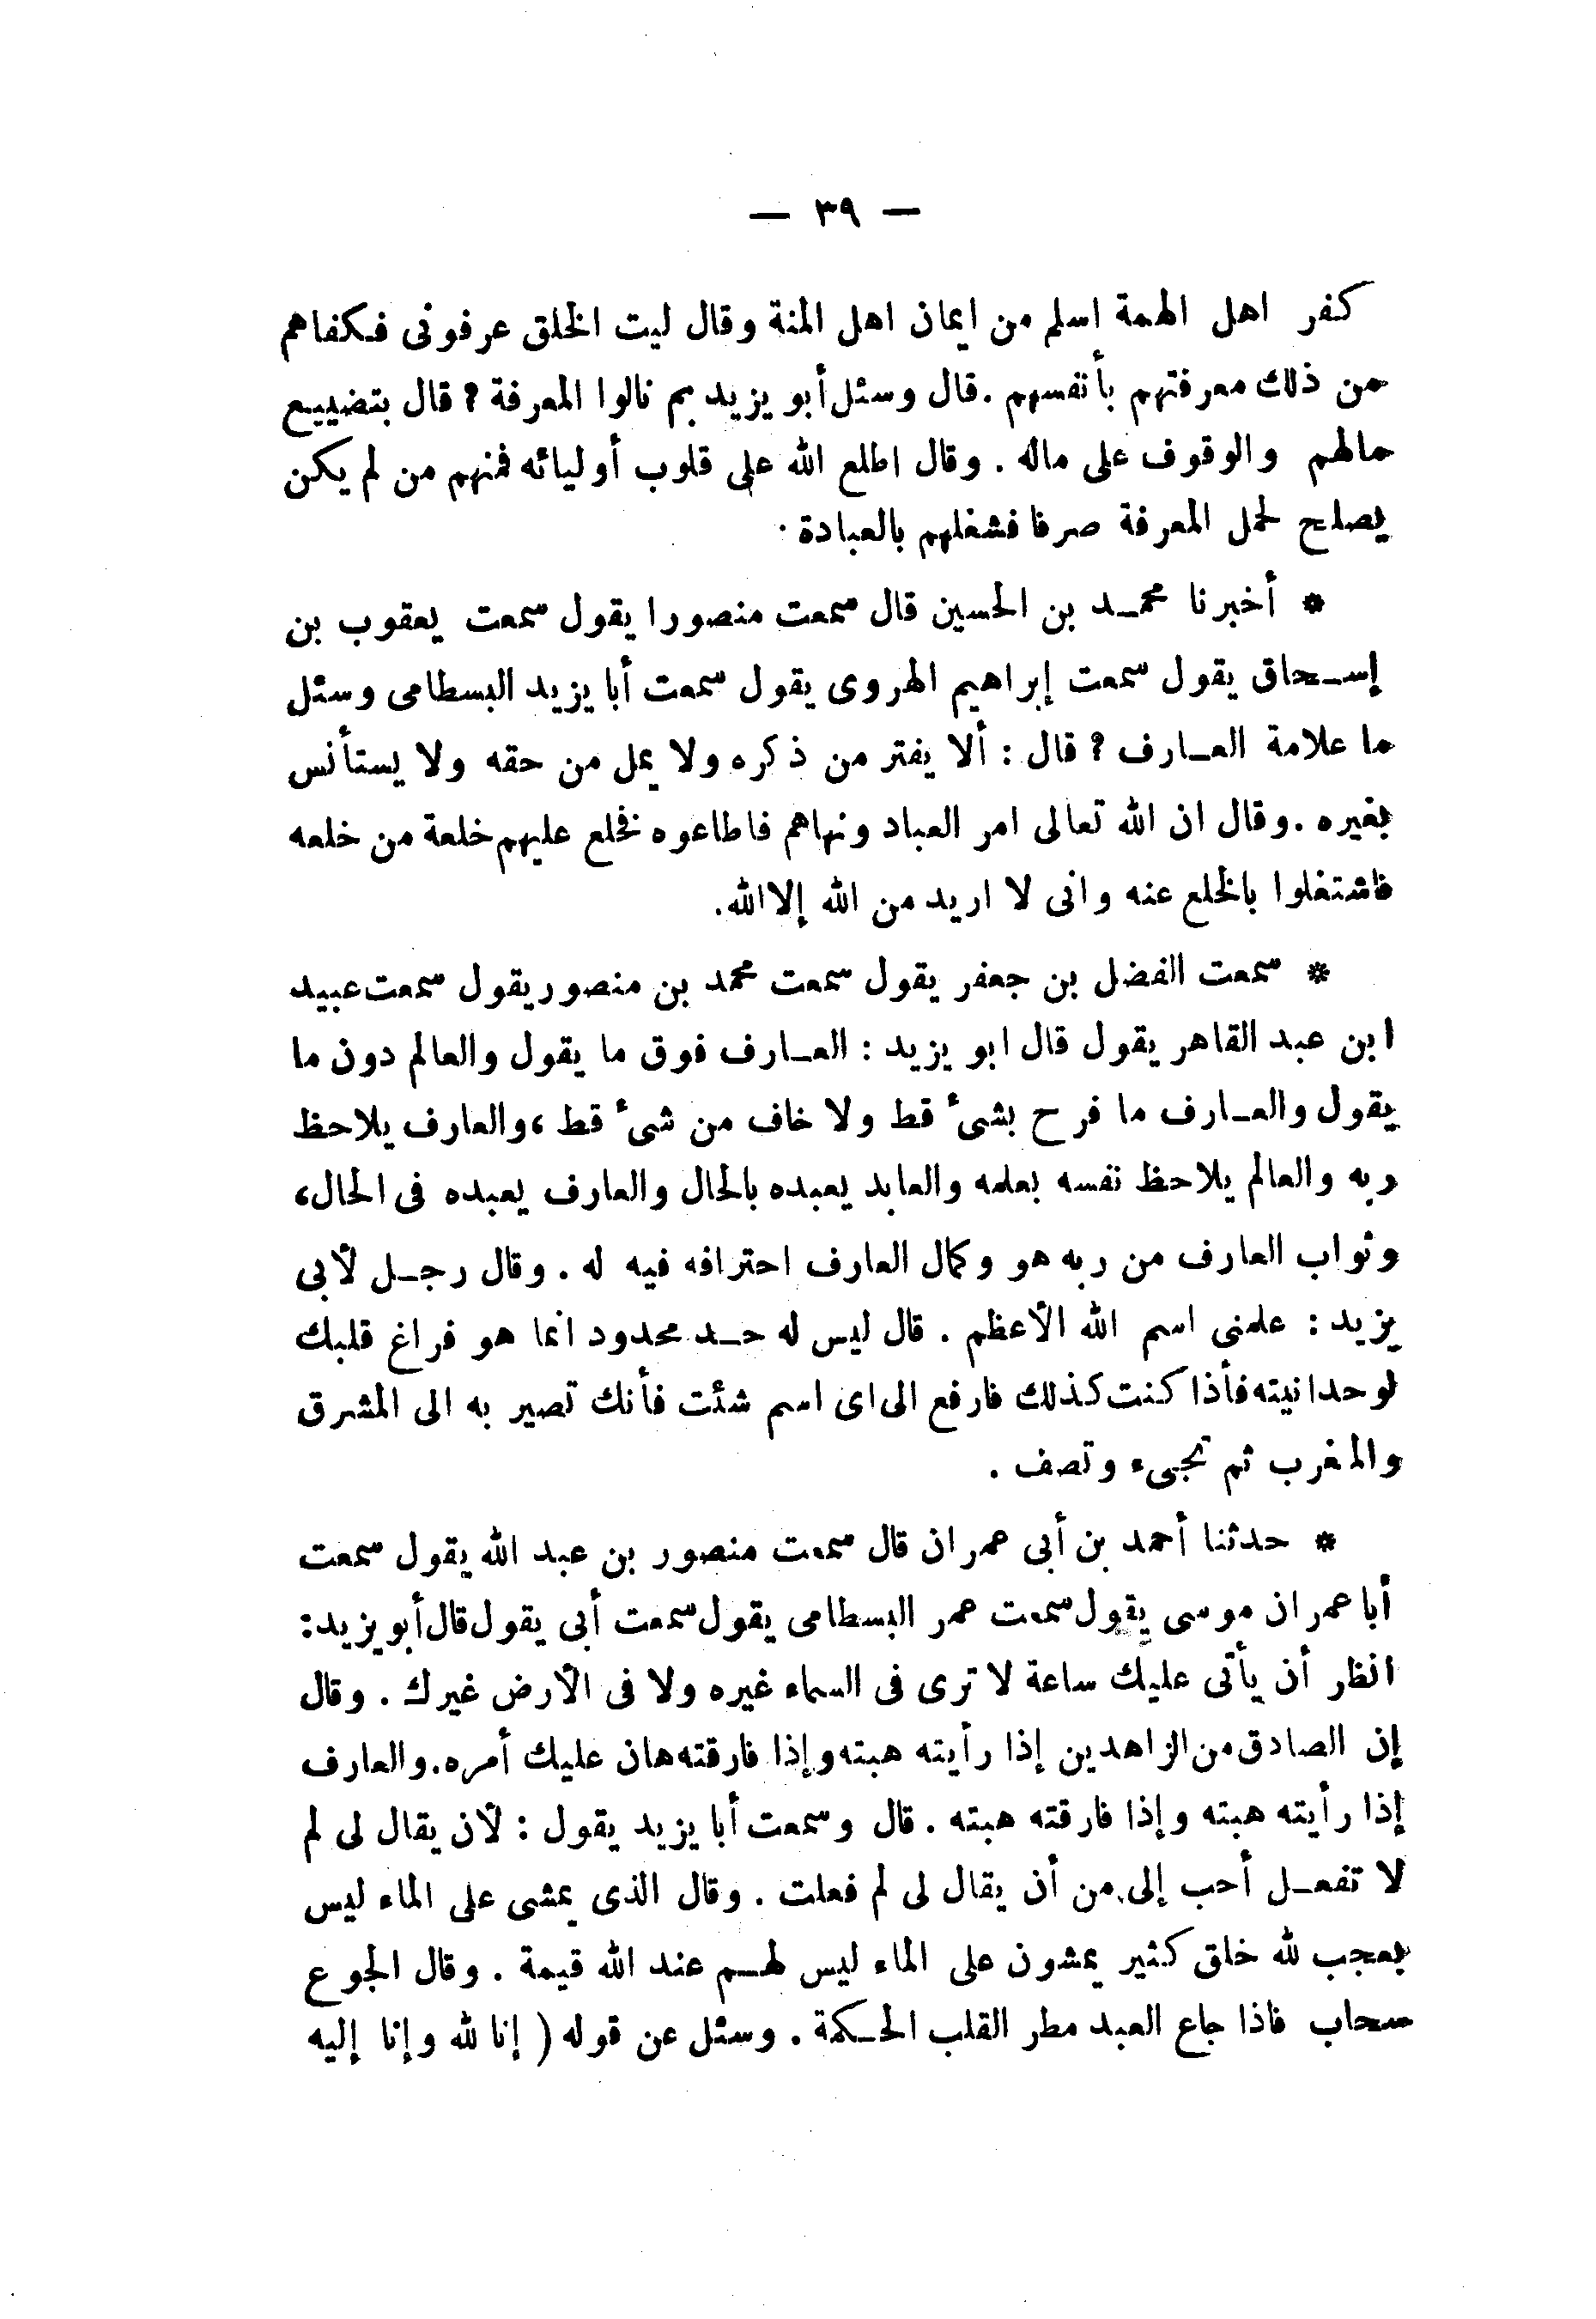 — ٣٩ —
كفر اهل الهمة اسلم من ايمان اهل المنة وقال ليت الخلق عرفونى فكفاهم
من ذلك معرفتهم بأنفسهم . قال وسئل أبو يزيد بم نالوا المعرفة ؟ قال بتضييع
مالهم والوقوف على ماله . وقال اطلع الله على قلوب أوليائه فمنهم من لم يكن
يصلح لحمل المعرفة صرفا فشغلهم بالعبادة .
* أخبرنا محمد بن الحسين قال سمعت منصورا يقول سمعت يعقوب بن
إسحاق يقول سمعت إبراهيم الهروى يقول سمعت أبا يزيد البسطامى وسئل
ما علامة العارف ؟ قال : ألا يفتر من ذكره ولا يمل من حقه ولا يستأنس
بغيره . وقال ان الله تعالى امر العباد ونهاهم فاطاعوه فخلع عليهم خلعة من خلعه
فاشتغلوا بالخلع عنه وانى لا اريد من الله إلا الله.
* سمعت الفضل بن جعفر يقول سمعت محمد بن منصور يقول سمعت عبيد
ابن عبد القاهر يقول قال ابو يزيد : العارف فوق ما يقول والعالم دون ما
يقول والعارف ما فرح بشىء قط ولا خاف من شىء قط ، والعارف يلاحظ
ربه والعالم يلاحظ نفسه بعلمه والعابد يعبده بالحال والعارف يعبده فى الحال،
وثواب العارف من ربه هو وكمال العارف احترافه فيه له . وقال رجل لأبى
يزيد : علمنى اسم الله الأعظم . قال ليس له حد محدود انما هو فراغ قلبك
لوحدانيته فأذا كنت كذلك فارفع الى اى اسم شئت فأنك تصير به الى المشرق
والمغرب ثم تجىء وتصف .
* حدثنا أحمد بن أبى عمران قال سمعت منصور بن عبد الله يقول سمعت
أبا عمران موسى يقول سمعت عمر البسطامى يقول سمعت أبى يقول قال أبو يزيد:
انظر أن يأتى عليك ساعة لا ترى فى السماء غيره ولا فى الأرض غيرك . وقال
إن الصادق من الزاهدين إذا رأيته هبته وإذا فارقته هان عليك أمره. والعارف
إذا رأيته هبته وإذا فارقته هبته . قال وسمعت أبا يزيد يقول : لأن يقال لى لم
لا تفعل أحب إلى من أن يقال لى لم فعلت . وقال الذى يمشى على الماء ليس
بعجب لله خلق كثير يمشون على الماء ليس لهم عند الله قيمة . وقال الجوع
سحاب فاذا جاع العبد مطر القلب الحكمة . وسئل عن قوله ( إنا لله وإنا إليه